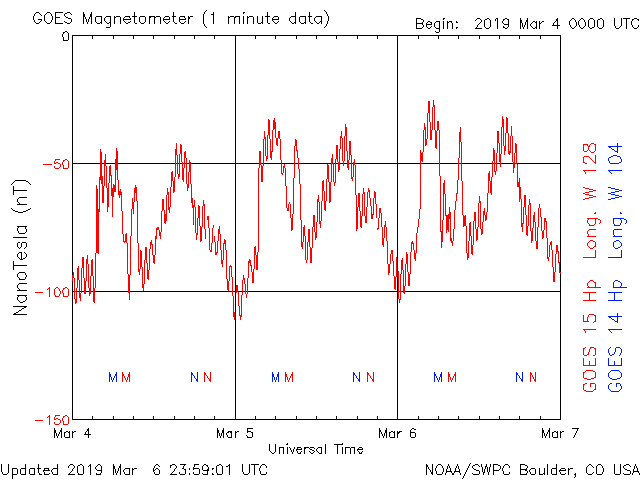 GOES Magnetometer (1 minute data)
Begin: 2019 Mar 4 0000 UTC
0
-50
-100
-150
NanoTesla (nT)
M M N N M M N N M M N N
Mar 4 Mar 5 Mar 6 Mar 7
Universal Time
GOES 15 Hp Long. W 128
GOES 14 Hp Long. W 104
Updated 2019 Mar 6 23:59:01 UTC
NOAA/SWPC Boulder, CO USA